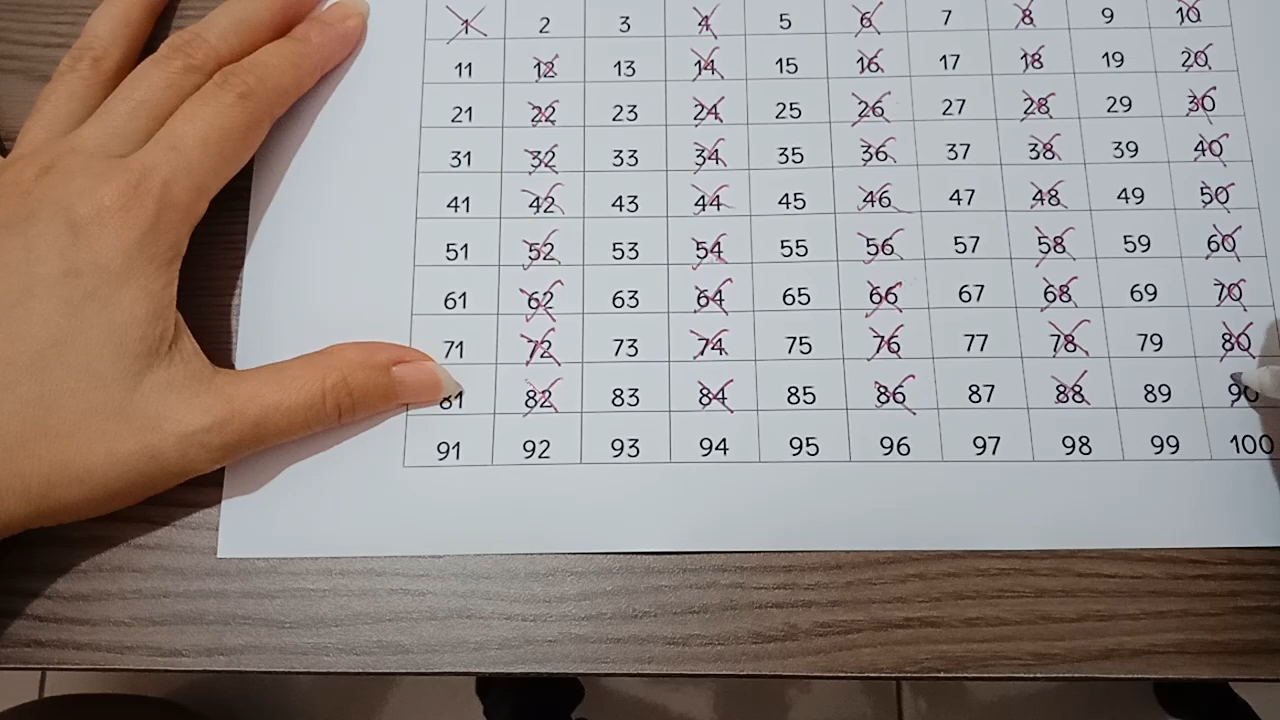 1 2 3 4 5 6 7 8 9 10
11 12 13 14 15 16 17 18 19 20
21 22 23 24 25 26 27 28 29 30
31 32 33 34 35 36 37 38 39 40
41 42 43 44 45 46 47 48 49 50
51 52 53 54 55 56 57 58 59 60
61 62 63 64 65 66 67 68 69 70
71 72 73 74 75 76 77 78 79 80
81 82 83 84 85 86 87 88 89 90
91 92 93 94 95 96 97 98 99 100